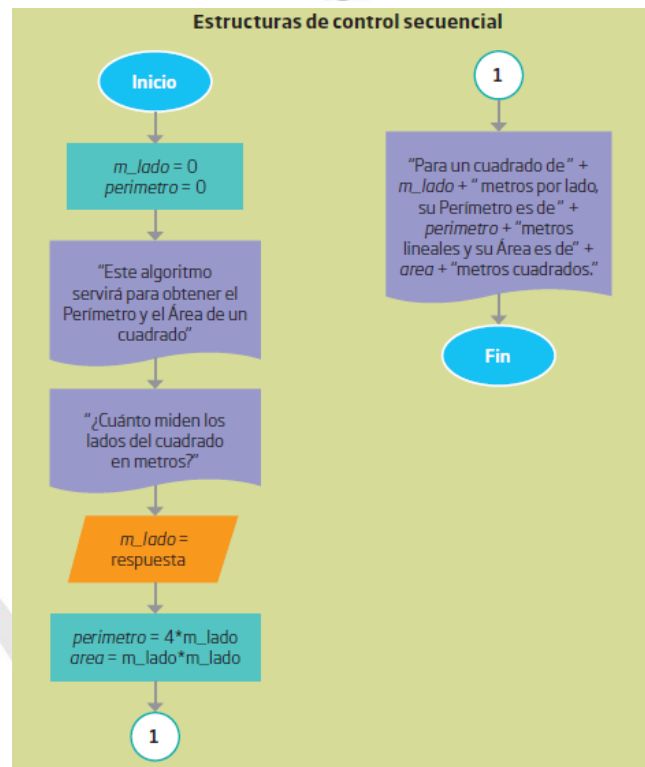 Estructuras de control secuencial
Inicio
m_lado = 0
perimetro = 0
“Este algoritmo
servirá para obtener el
Perímetro y el Área de un
cuadrado”
“¿Cuánto miden los
lados del cuadrado
en metros?”
m_lado =
respuesta
perimetro = 4*m_lado
area = m_lado*m_lado
1
1
“Para un cuadrado de” +
m_lado + “ metros por lado,
su Perímetro es de” +
perimetro + “metros
lineales y su Área es de” +
area + “metros cuadrados.”
Fin